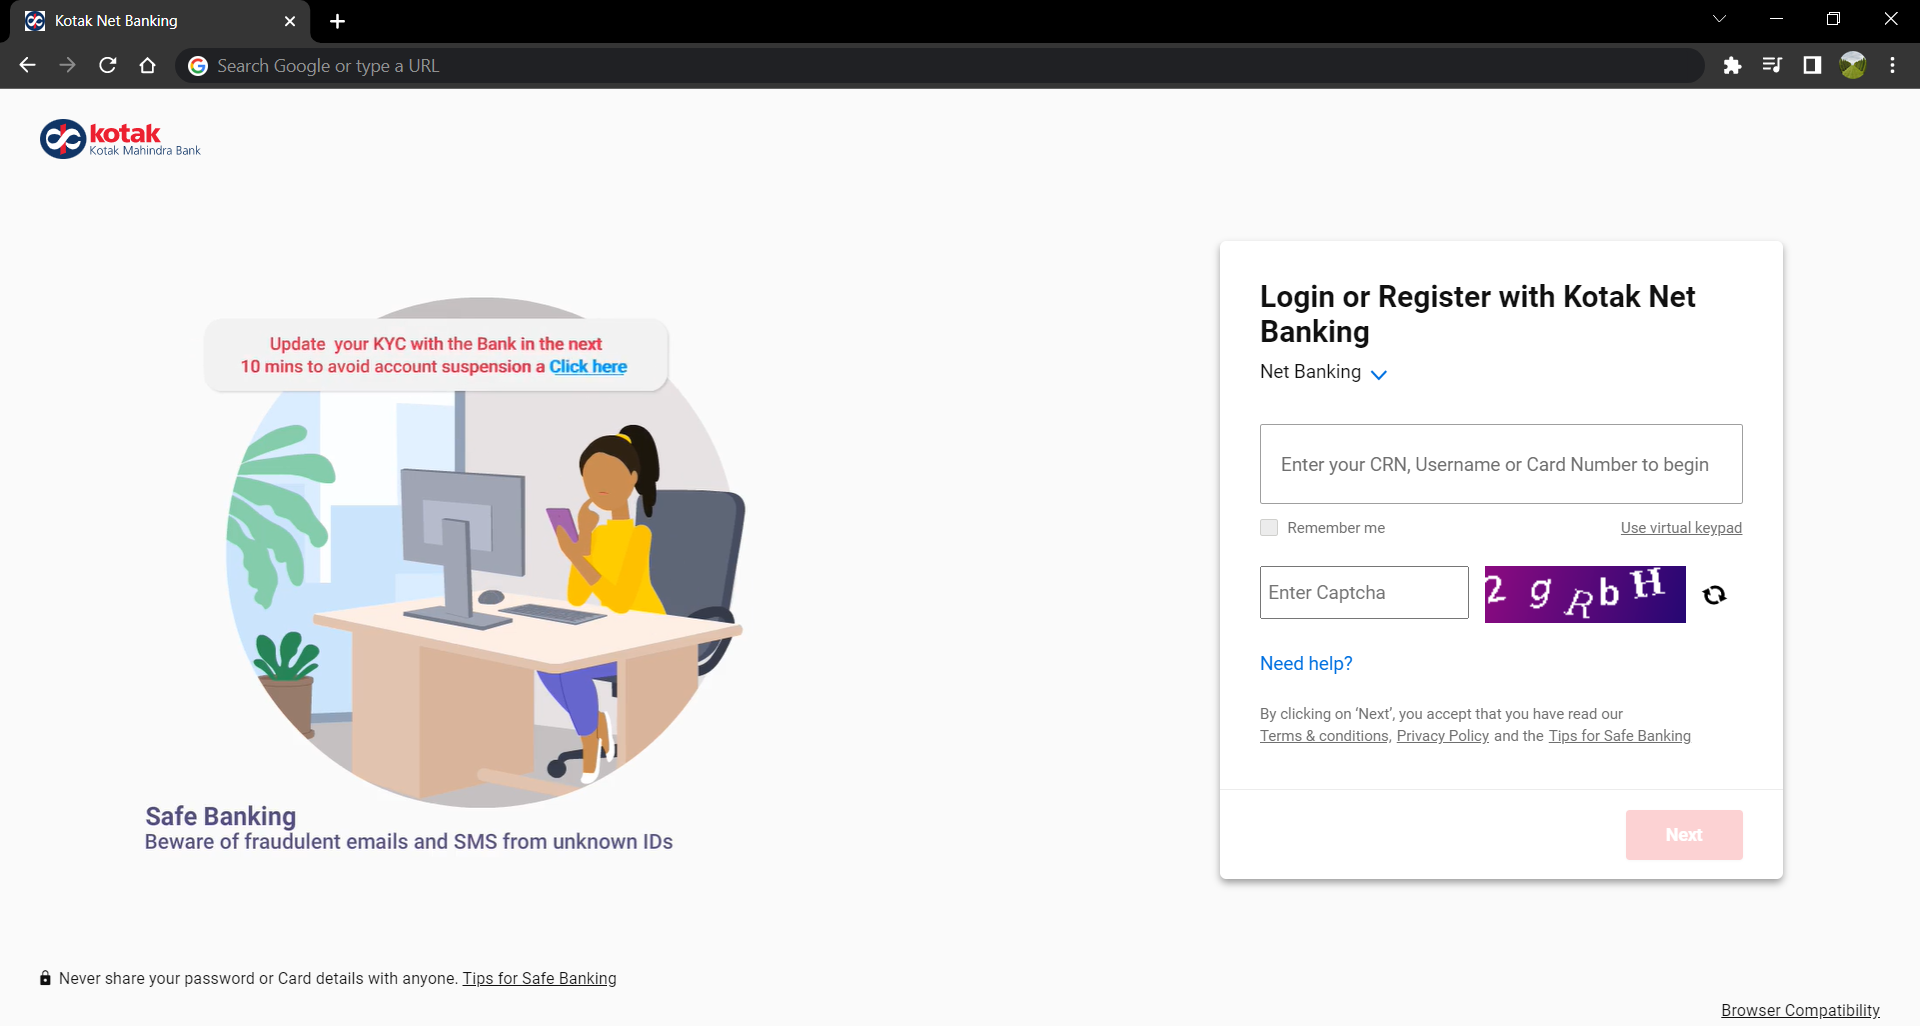 Kotak Net Banking
Search Google or type a URL
kotak
Kotak Mahindra Bank
Update your KYC with the Bank in the next
10 mins to avoid account suspension a Click here
Safe Banking
Beware of fraudulent emails and SMS from unknown IDs
Login or Register with Kotak Net
Banking
Net Banking
Enter your CRN, Username or Card Number to begin
Remember me
Use virtual keypad
Enter Captcha
2 g R b H
Need help?
By clicking on ‘Next’, you accept that you have read our
Terms & conditions, Privacy Policy and the Tips for Safe Banking
Next
Never share your password or Card details with anyone. Tips for Safe Banking
Browser Compatibility